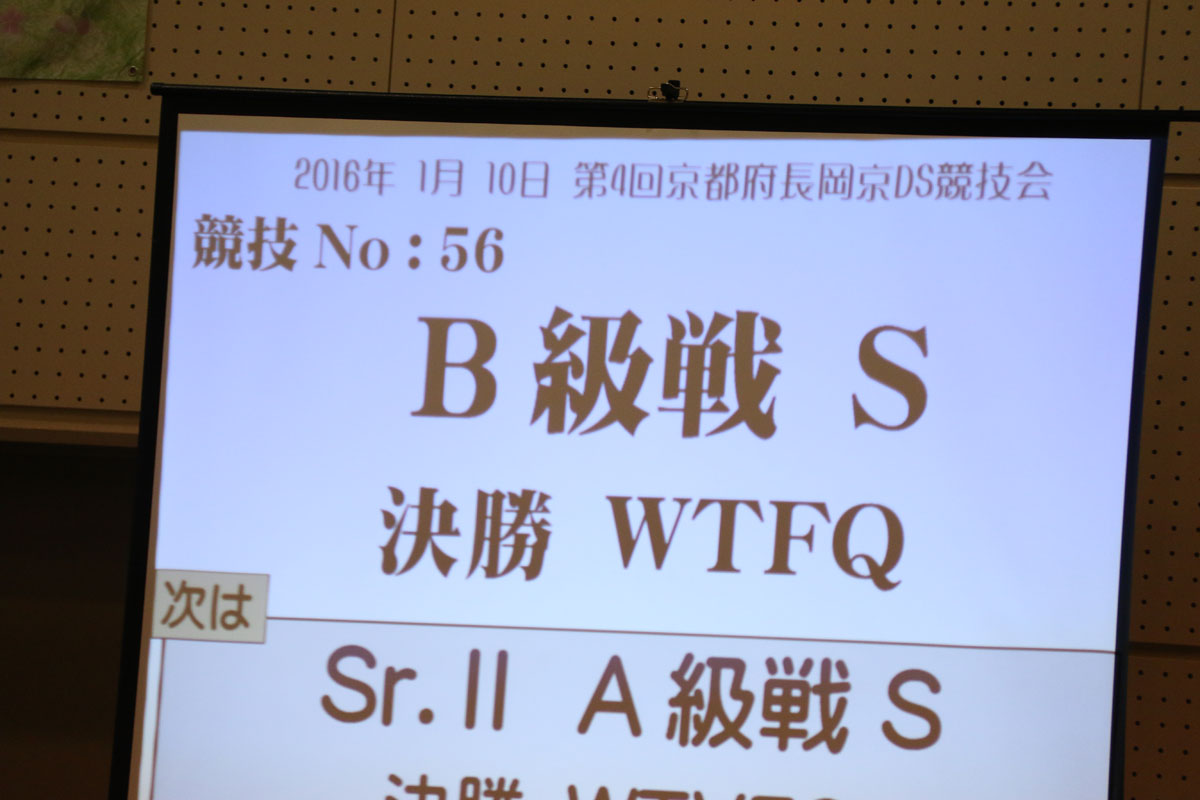 2016年 1月 10日 第4回京都府長岡京DS競技会
競技 No：56
B 級戦 S
決勝 WTFQ
次は
Sr.II A 級戦 S
決勝